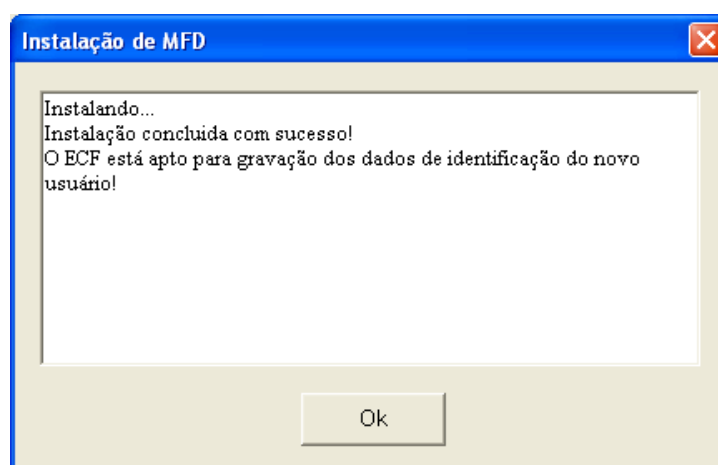 Instalação de MFD
Instalando...
Instalação concluida com sucesso!
O ECF está apto para gravação dos dados de identificação do novo
usuário!
Ok